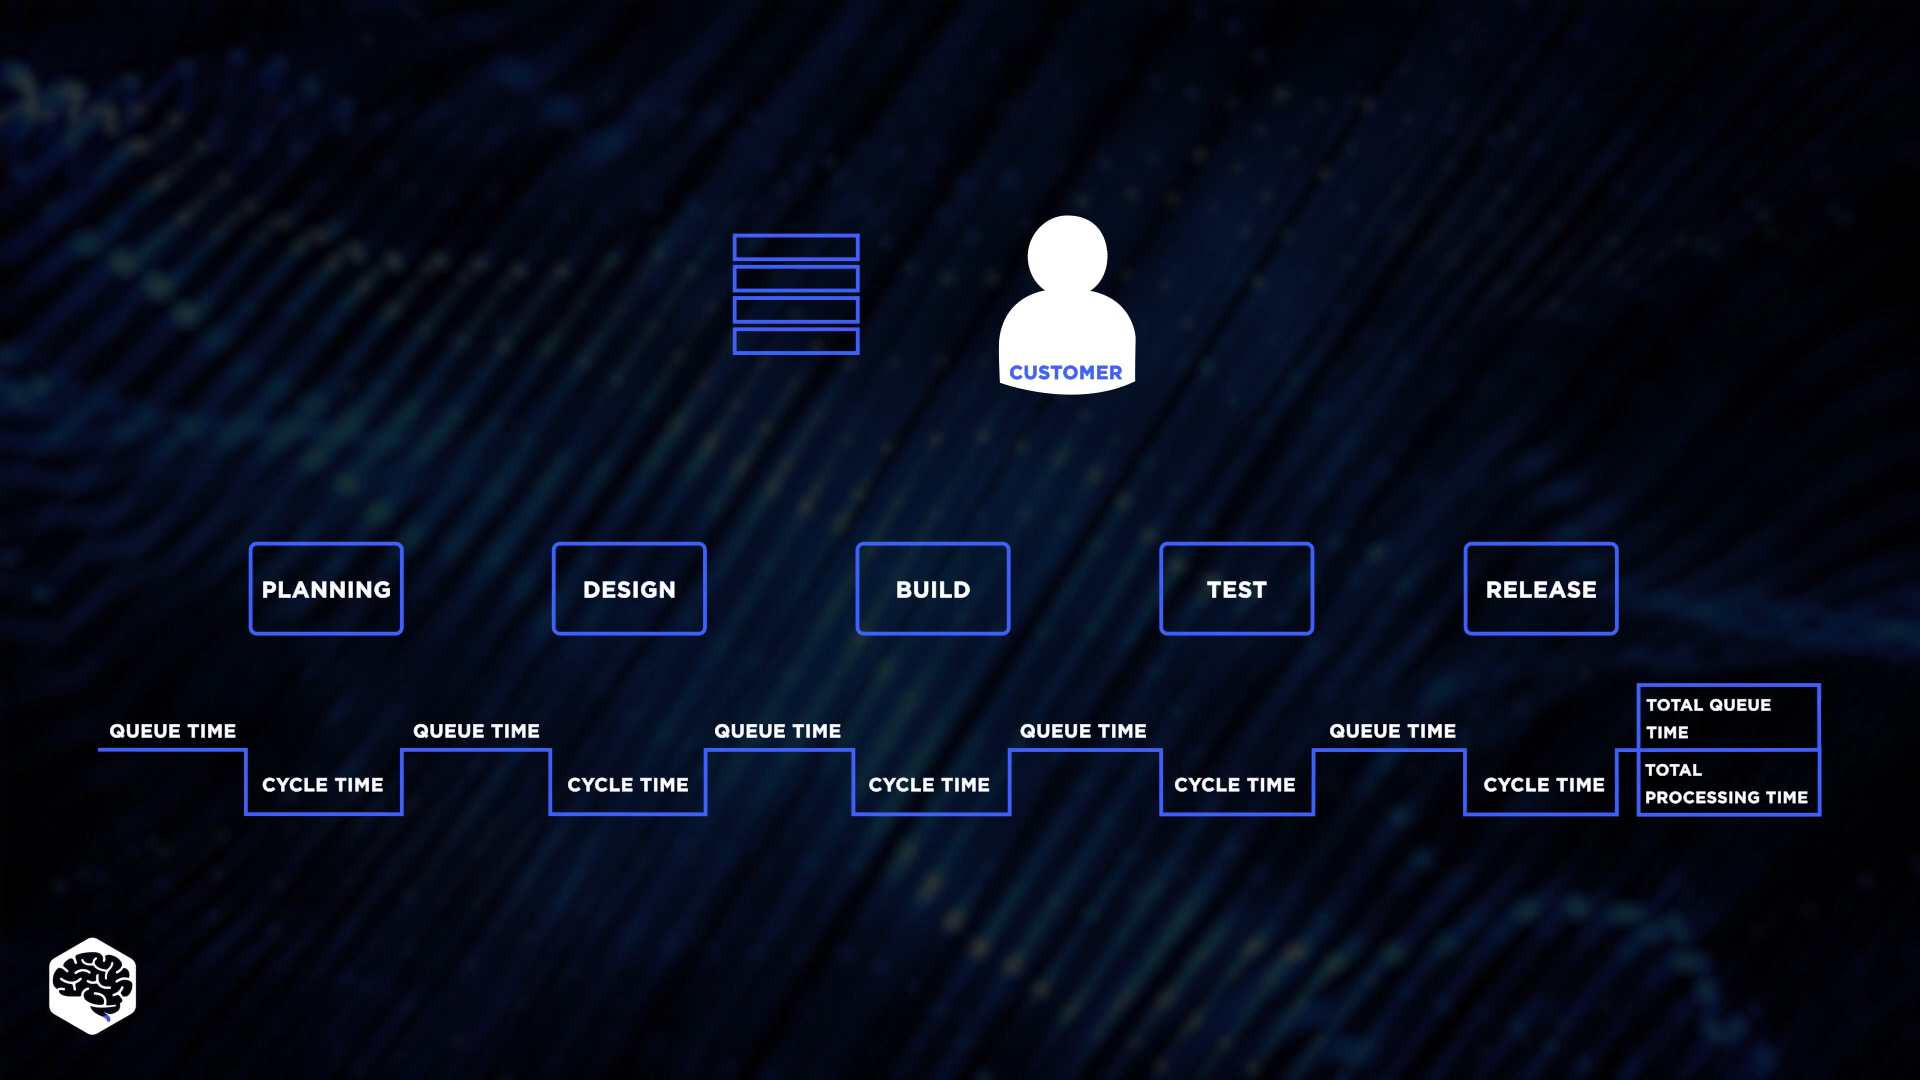 CUSTOMER
PLANNING
DESIGN
BUILD
TEST
RELEASE
QUEUE TIME
CYCLE TIME
QUEUE TIME
CYCLE TIME
QUEUE TIME
CYCLE TIME
QUEUE TIME
CYCLE TIME
QUEUE TIME
CYCLE TIME
TOTAL QUEUE
TIME
TOTAL
PROCESSING TIME